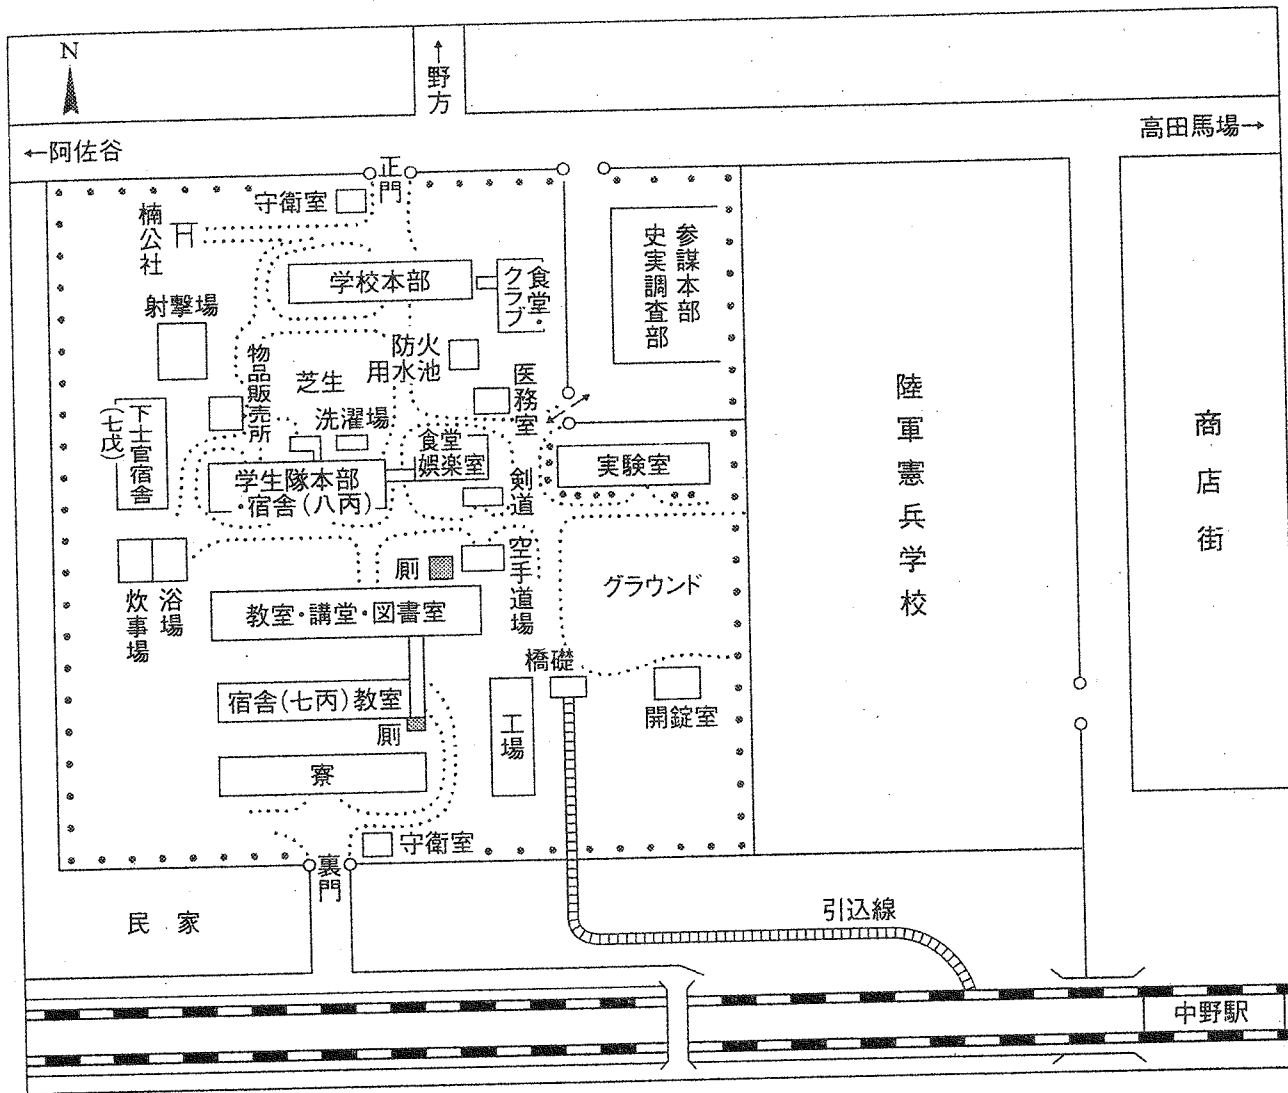 N
↑野方
←阿佐谷
高田馬場→
正門
守衛室
楠公社
学校本部
食堂・
クラブ
参謀本部
史実調査部
射撃場
物品販売所
芝生
防火
用水池
医務室
洗濯場
陸軍憲兵学校
商店街
下士官宿舎
(七戊)
学生隊本部
・宿舎(八丙)
食堂
娯楽室
剣道
実験室
浴場
炊事場
厠
空手道場
グラウンド
教室・講堂・図書室
橋礎
宿舎(七丙)教室
厠
工場
開錠室
寮
守衛室
裏門
民家
引込線
中野駅